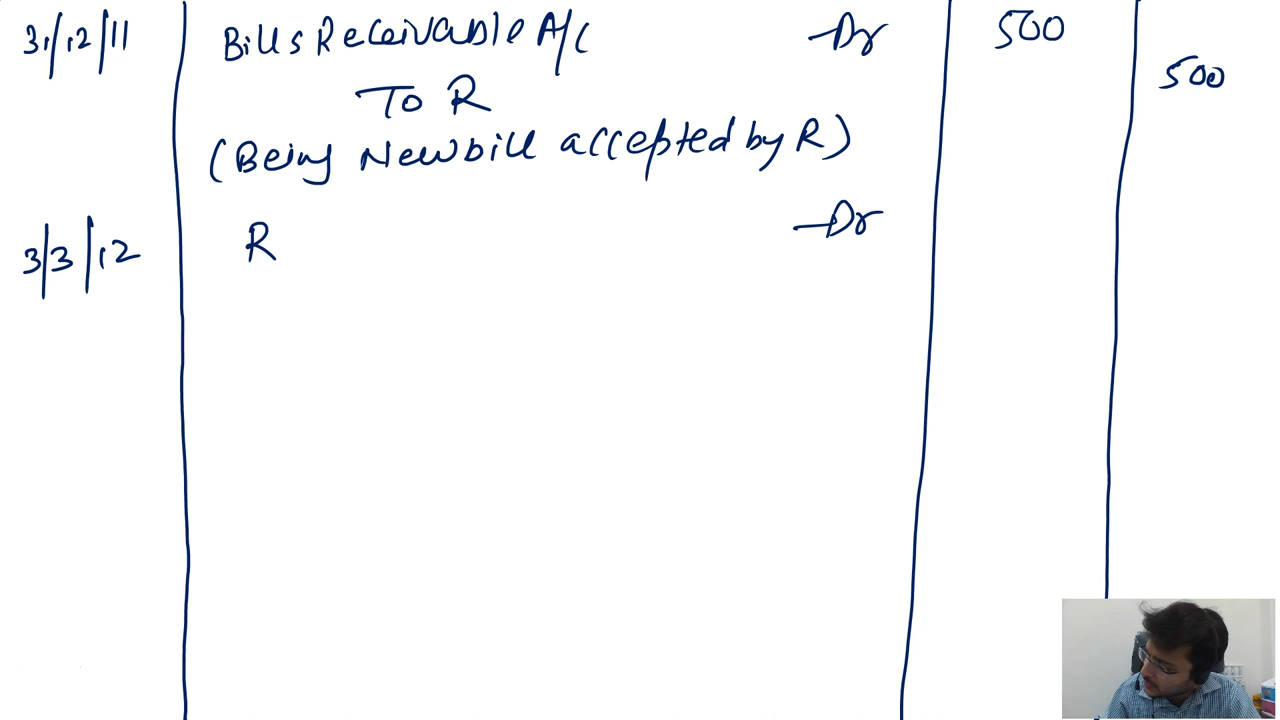 31/12/11 Bills Receivable A/c Dr 500
To R 500
(Being New bill accepted by R)
3/3/12 R Dr